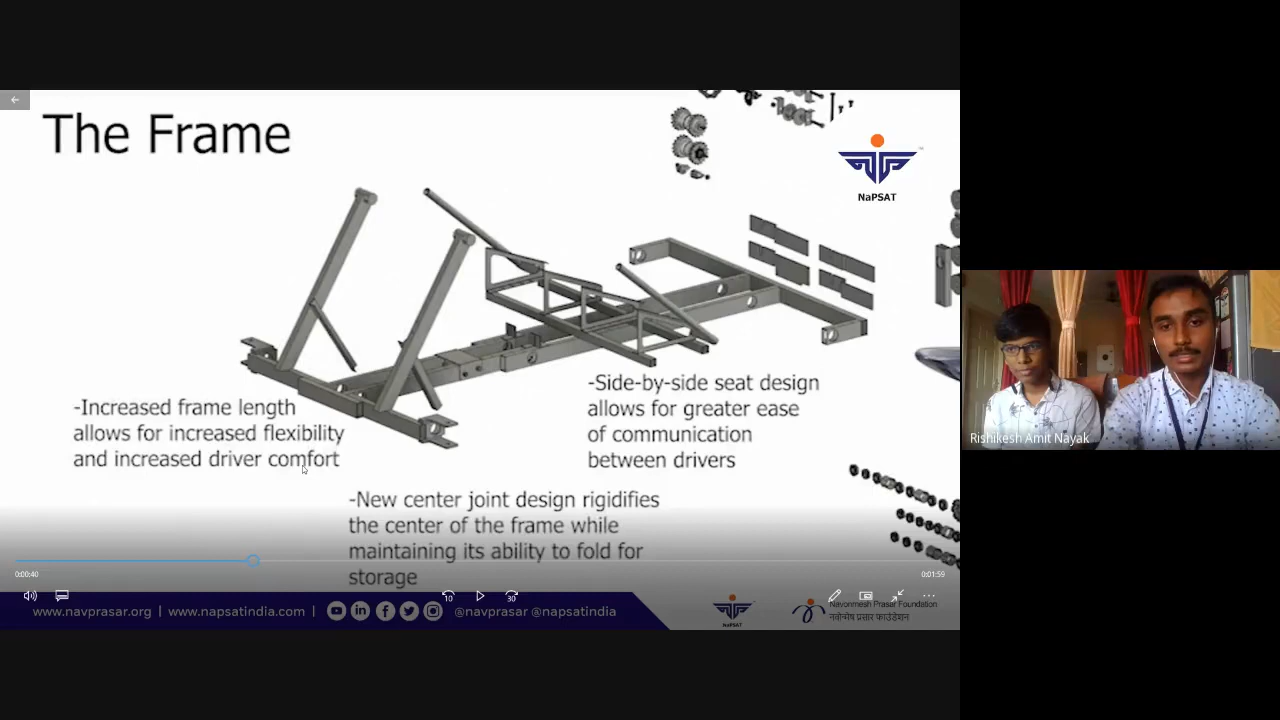 The Frame
NaPSAT
-Increased frame length
allows for increased flexibility
and increased driver comfort
-Side-by-side seat design
allows for greater ease
of communication
between drivers
-New center joint design rigidifies
the center of the frame while
maintaining its ability to fold for
storage
Rishikesh Amit Nayak
0:00:40
0:01:59
10
30
www.navprasar.org | www.napsatindia.com |
@navprasar @napsatindia
NaPSAT
Navonmesh Prasar Foundation
नवोन्मेष प्रसार फाउंडेशन